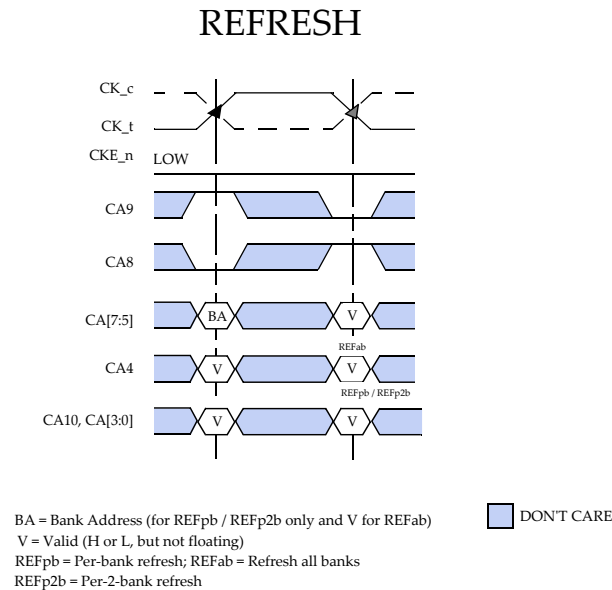 REFRESH
CK_c
CK_t
CKE_n
LOW
CA9
CA8
CA[7:5]
BA
V
REFab
CA4
V
V
REFpb / REFp2b
CA10, CA[3:0]
V
V
BA = Bank Address (for REFpb / REFp2b only and V for REFab)
DON'T CARE
V = Valid (H or L, but not floating)
REFpb = Per-bank refresh; REFab = Refresh all banks
REFp2b = Per-2-bank refresh